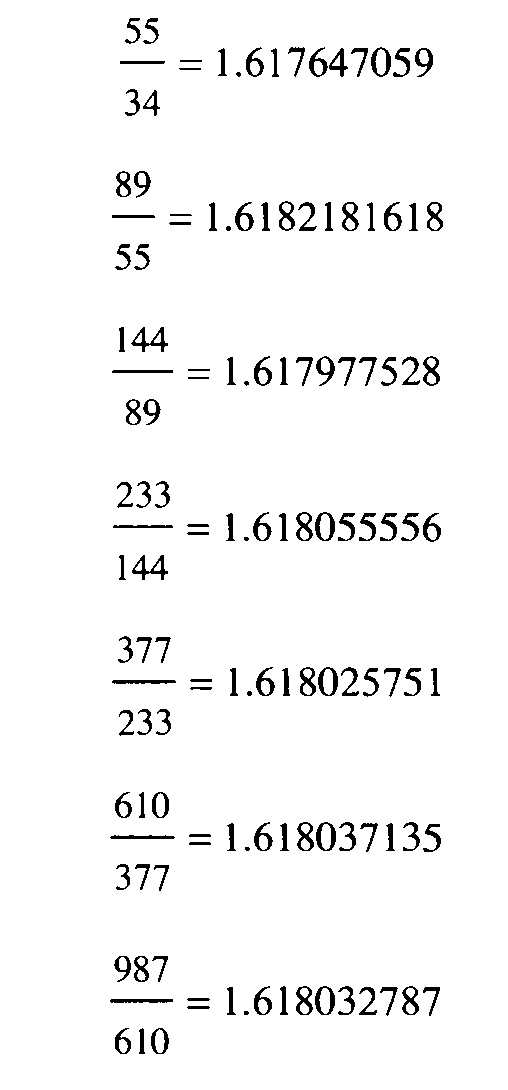 55/34 = 1.617647059
89/55 = 1.6182181618
144/89 = 1.617977528
233/144 = 1.618055556
377/233 = 1.618025751
610/377 = 1.618037135
987/610 = 1.618032787